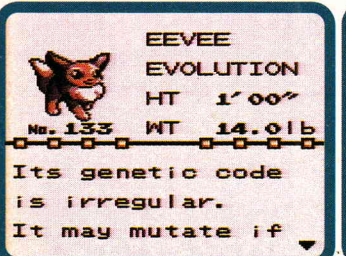 EEVEE
EVOLUTION
HT 1'00"
No. 133 WT 14.0lb
Its genetic code
is irregular.
It may mutate if